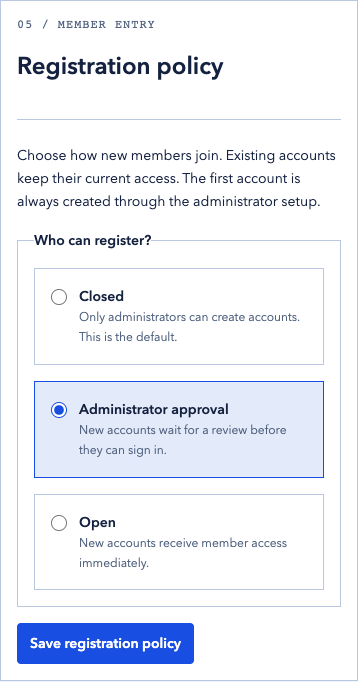 05 / MEMBER ENTRY
Registration policy
Choose how new members join. Existing accounts
keep their current access. The first account is
always created through the administrator setup.
Who can register?
Closed
Only administrators can create accounts.
This is the default.
Administrator approval
New accounts wait for a review before
they can sign in.
Open
New accounts receive member access
immediately.
Save registration policy